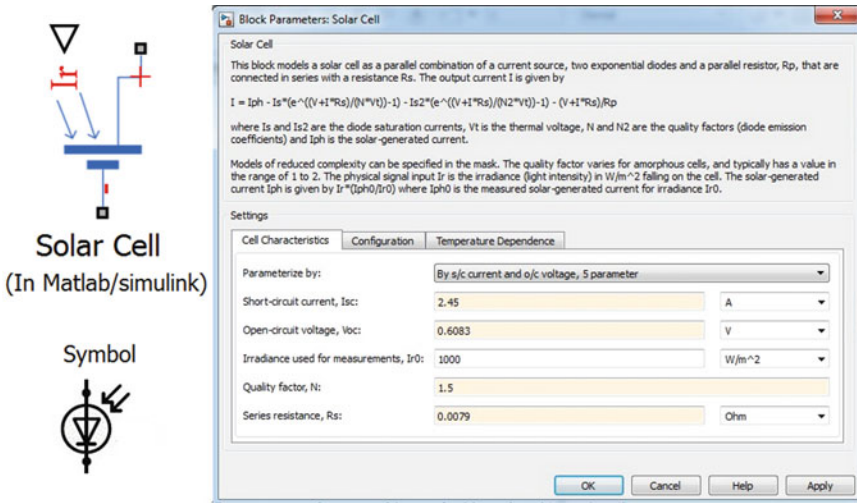 Ir
+
-
Solar Cell
(In Matlab/simulink)
Symbol
Block Parameters: Solar Cell
Solar Cell
This block models a solar cell as a parallel combination of a current source, two exponential diodes and a parallel resistor, Rp, that are
connected in series with a resistance Rs. The output current I is given by
I = Iph - Is*(e^((V+I*Rs)/(N*Vt))-1) - Is2*(e^((V+I*Rs)/(N2*Vt))-1) - (V+I*Rs)/Rp
where Is and Is2 are the diode saturation currents, Vt is the thermal voltage, N and N2 are the quality factors (diode emission
coefficients) and Iph is the solar-generated current.
Models of reduced complexity can be specified in the mask. The quality factor varies for amorphous cells, and typically has a value in
the range of 1 to 2. The physical signal input Ir is the irradiance (light intensity) in W/m^2 falling on the cell. The solar-generated
current Iph is given by Ir*(Iph0/Ir0) where Iph0 is the measured solar-generated current for irradiance Ir0.
Settings
Cell Characteristics Configuration Temperature Dependence
Parameterize by: By s/c current and o/c voltage, 5 parameter
Short-circuit current, Isc: 2.45 A
Open-circuit voltage, Voc: 0.6083 V
Irradiance used for measurements, Ir0: 1000 W/m^2
Quality factor, N: 1.5
Series resistance, Rs: 0.0079 Ohm
OK Cancel Help Apply